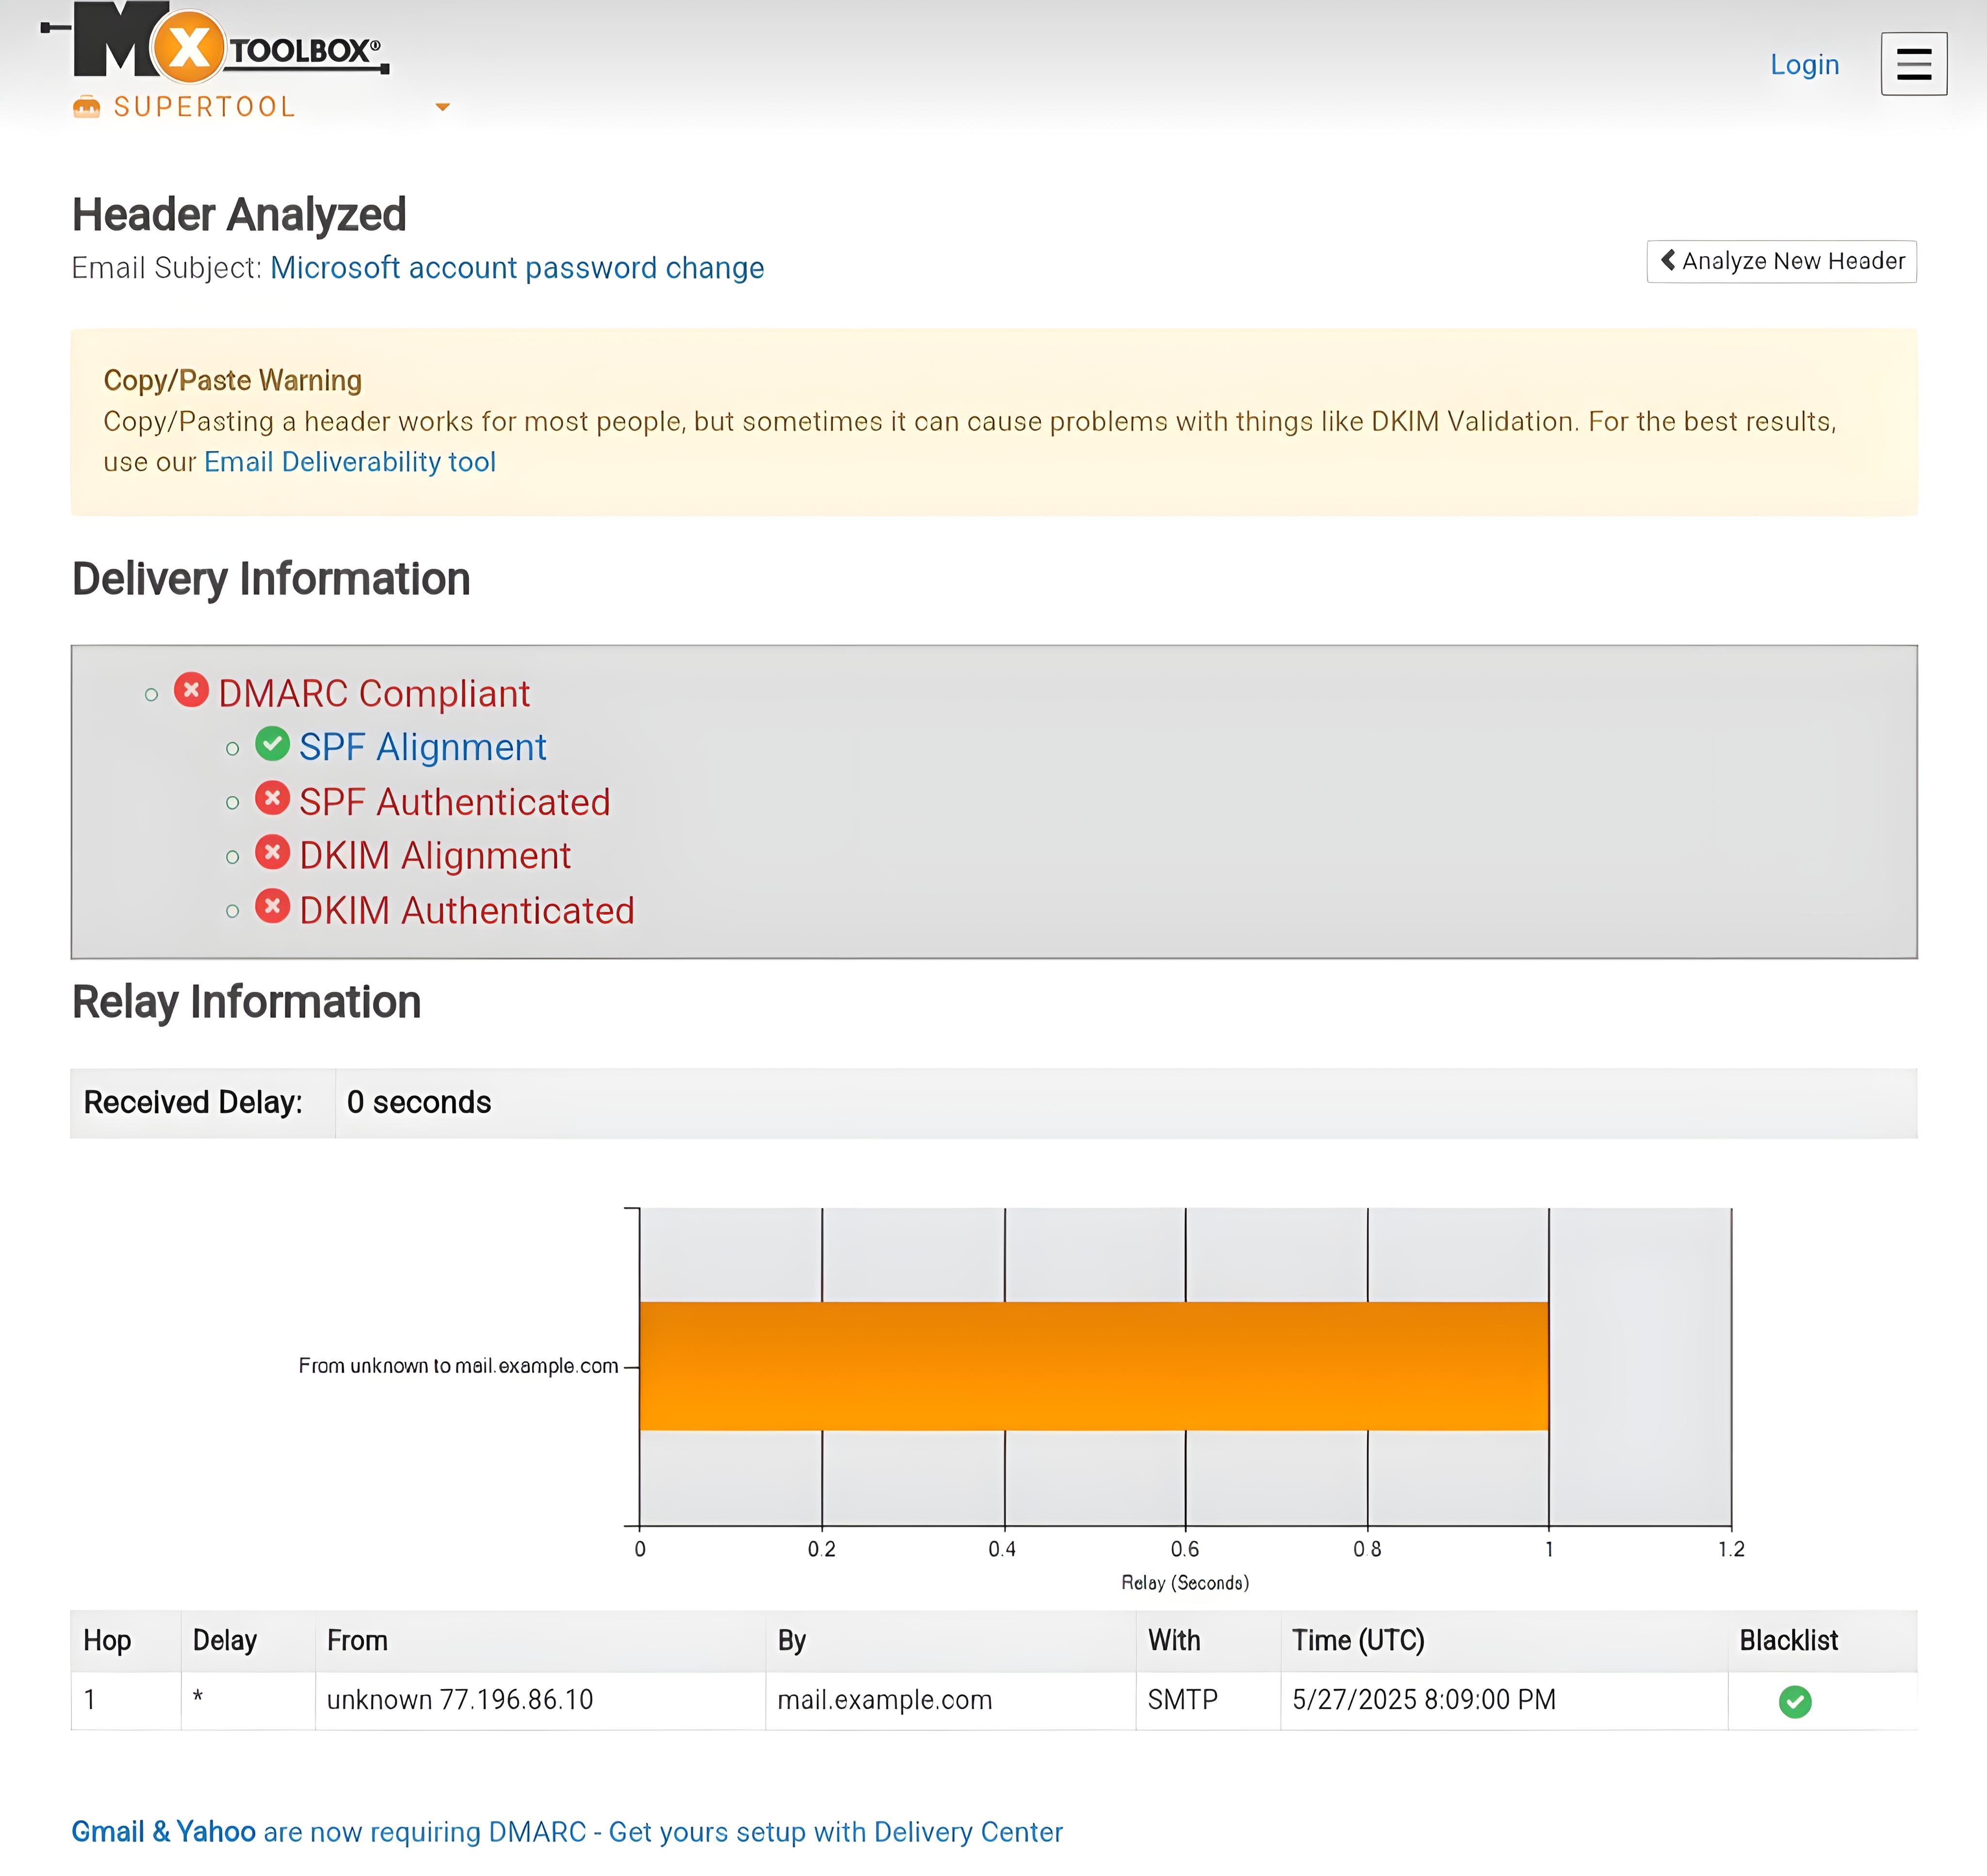 MX TOOLBOX®
SUPERTOOL
Login
Header Analyzed
Email Subject: Microsoft account password change
Analyze New Header
Copy/Paste Warning
Copy/Pasting a header works for most people, but sometimes it can cause problems with things like DKIM Validation. For the best results,
use our Email Deliverability tool
Delivery Information
DMARC Compliant
SPF Alignment
SPF Authenticated
DKIM Alignment
DKIM Authenticated
Relay Information
Received Delay: 0 seconds
From unknown to mail.example.com
0 0.2 0.4 0.6 0.8 1 1.2
Relay (Seconds)
Hop Delay From By With Time (UTC) Blacklist
1 * unknown 77.196.86.10 mail.example.com SMTP 5/27/2025 8:09:00 PM
Gmail & Yahoo are now requiring DMARC - Get yours setup with Delivery Center